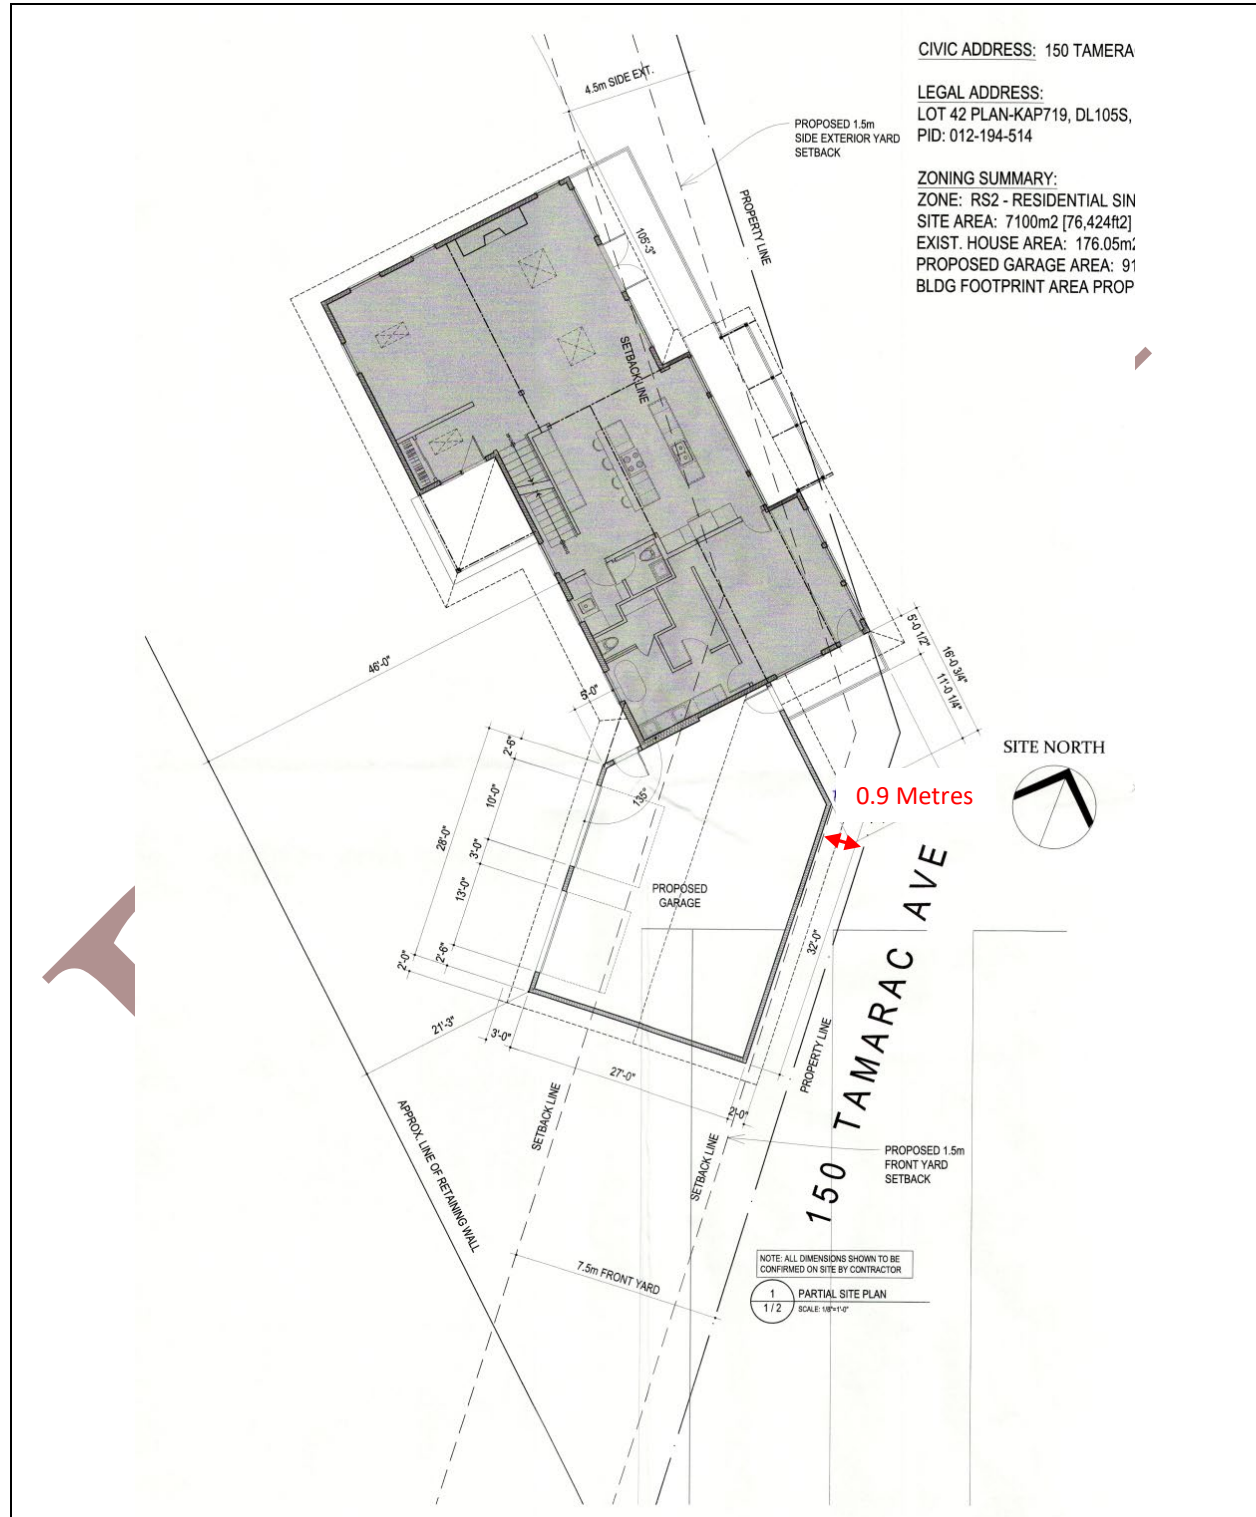 CIVIC ADDRESS: 150 TAMERA
LEGAL ADDRESS:
LOT 42 PLAN-KAP719, DL105S,
PID: 012-194-514
ZONING SUMMARY:
ZONE: RS2 - RESIDENTIAL SIN
SITE AREA: 7100m2 [76,424ft2]
EXIST. HOUSE AREA: 176.05m2
PROPOSED GARAGE AREA: 91
BLDG FOOTPRINT AREA PROP
4.5m SIDE EXT.
PROPOSED 1.5m
SIDE EXTERIOR YARD
SETBACK
PROPERTY LINE
105'-3"
SETBACK LINE
46'-0"
5'-0 1/2"
16'-0 3/4"
11'-0 1/4"
SITE NORTH
2'-6"
10'-0"
28'-0"
3'-0"
13'-0"
2'-6"
2'-0"
135°
0.9 Metres
PROPOSED
GARAGE
32'-0"
21'-3"
3'-0"
27'-0"
2'-0"
PROPERTY LINE
150 TAMARAC AVE
SETBACK LINE
SETBACK LINE
APPROX. LINE OF RETAINING WALL
PROPOSED 1.5m
FRONT YARD
SETBACK
7.5m FRONT YARD
NOTE: ALL DIMENSIONS SHOWN TO BE
CONFIRMED ON SITE BY CONTRACTOR
1
1 / 2
PARTIAL SITE PLAN
SCALE: 1/8"=1'-0"